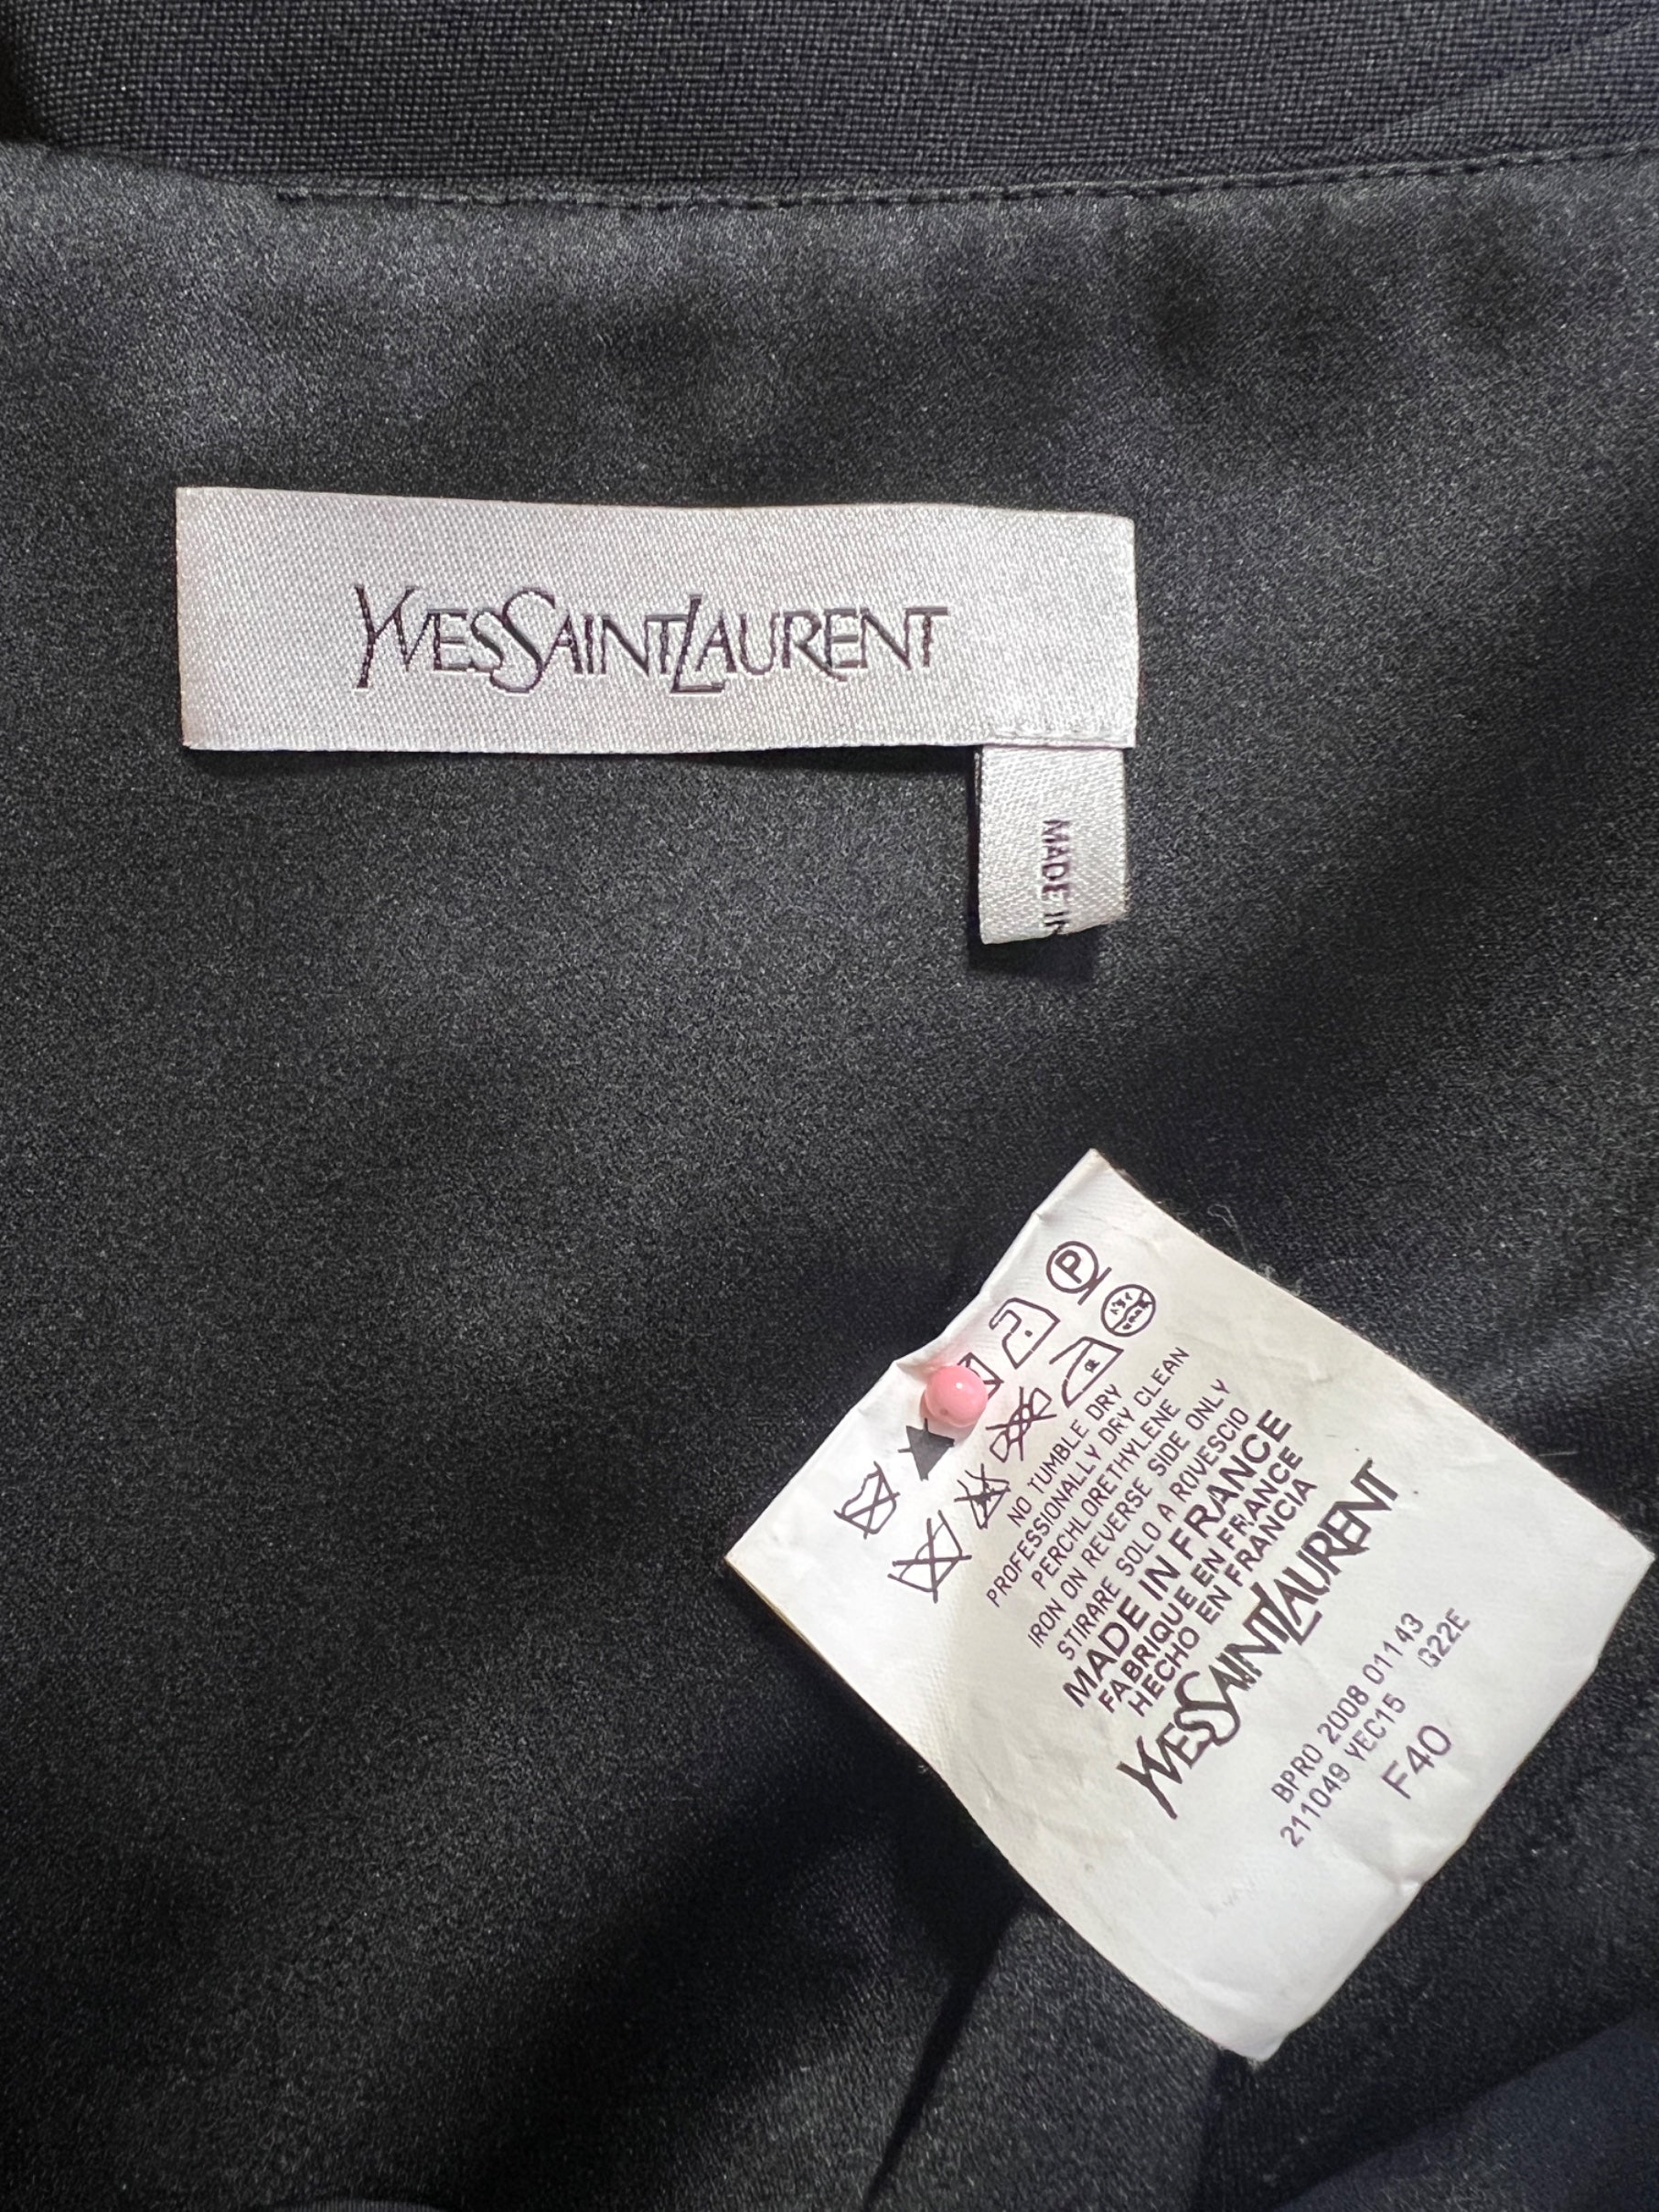 YVESSAINTLAURENT
MADE IN
P
NO TUMBLE DRY
PROFESSIONALLY DRY CLEAN
PERCHLORETHYLENE
IRON ON REVERSE SIDE ONLY
STIRARE SOLO A ROVESCIO
MADE IN FRANCE
FABRIQUE EN FRANCE
HECHO EN FRANCIA
YVESSAINTLAURENT
BPRO 2008 01143
211049 YEC15 G22E
F40